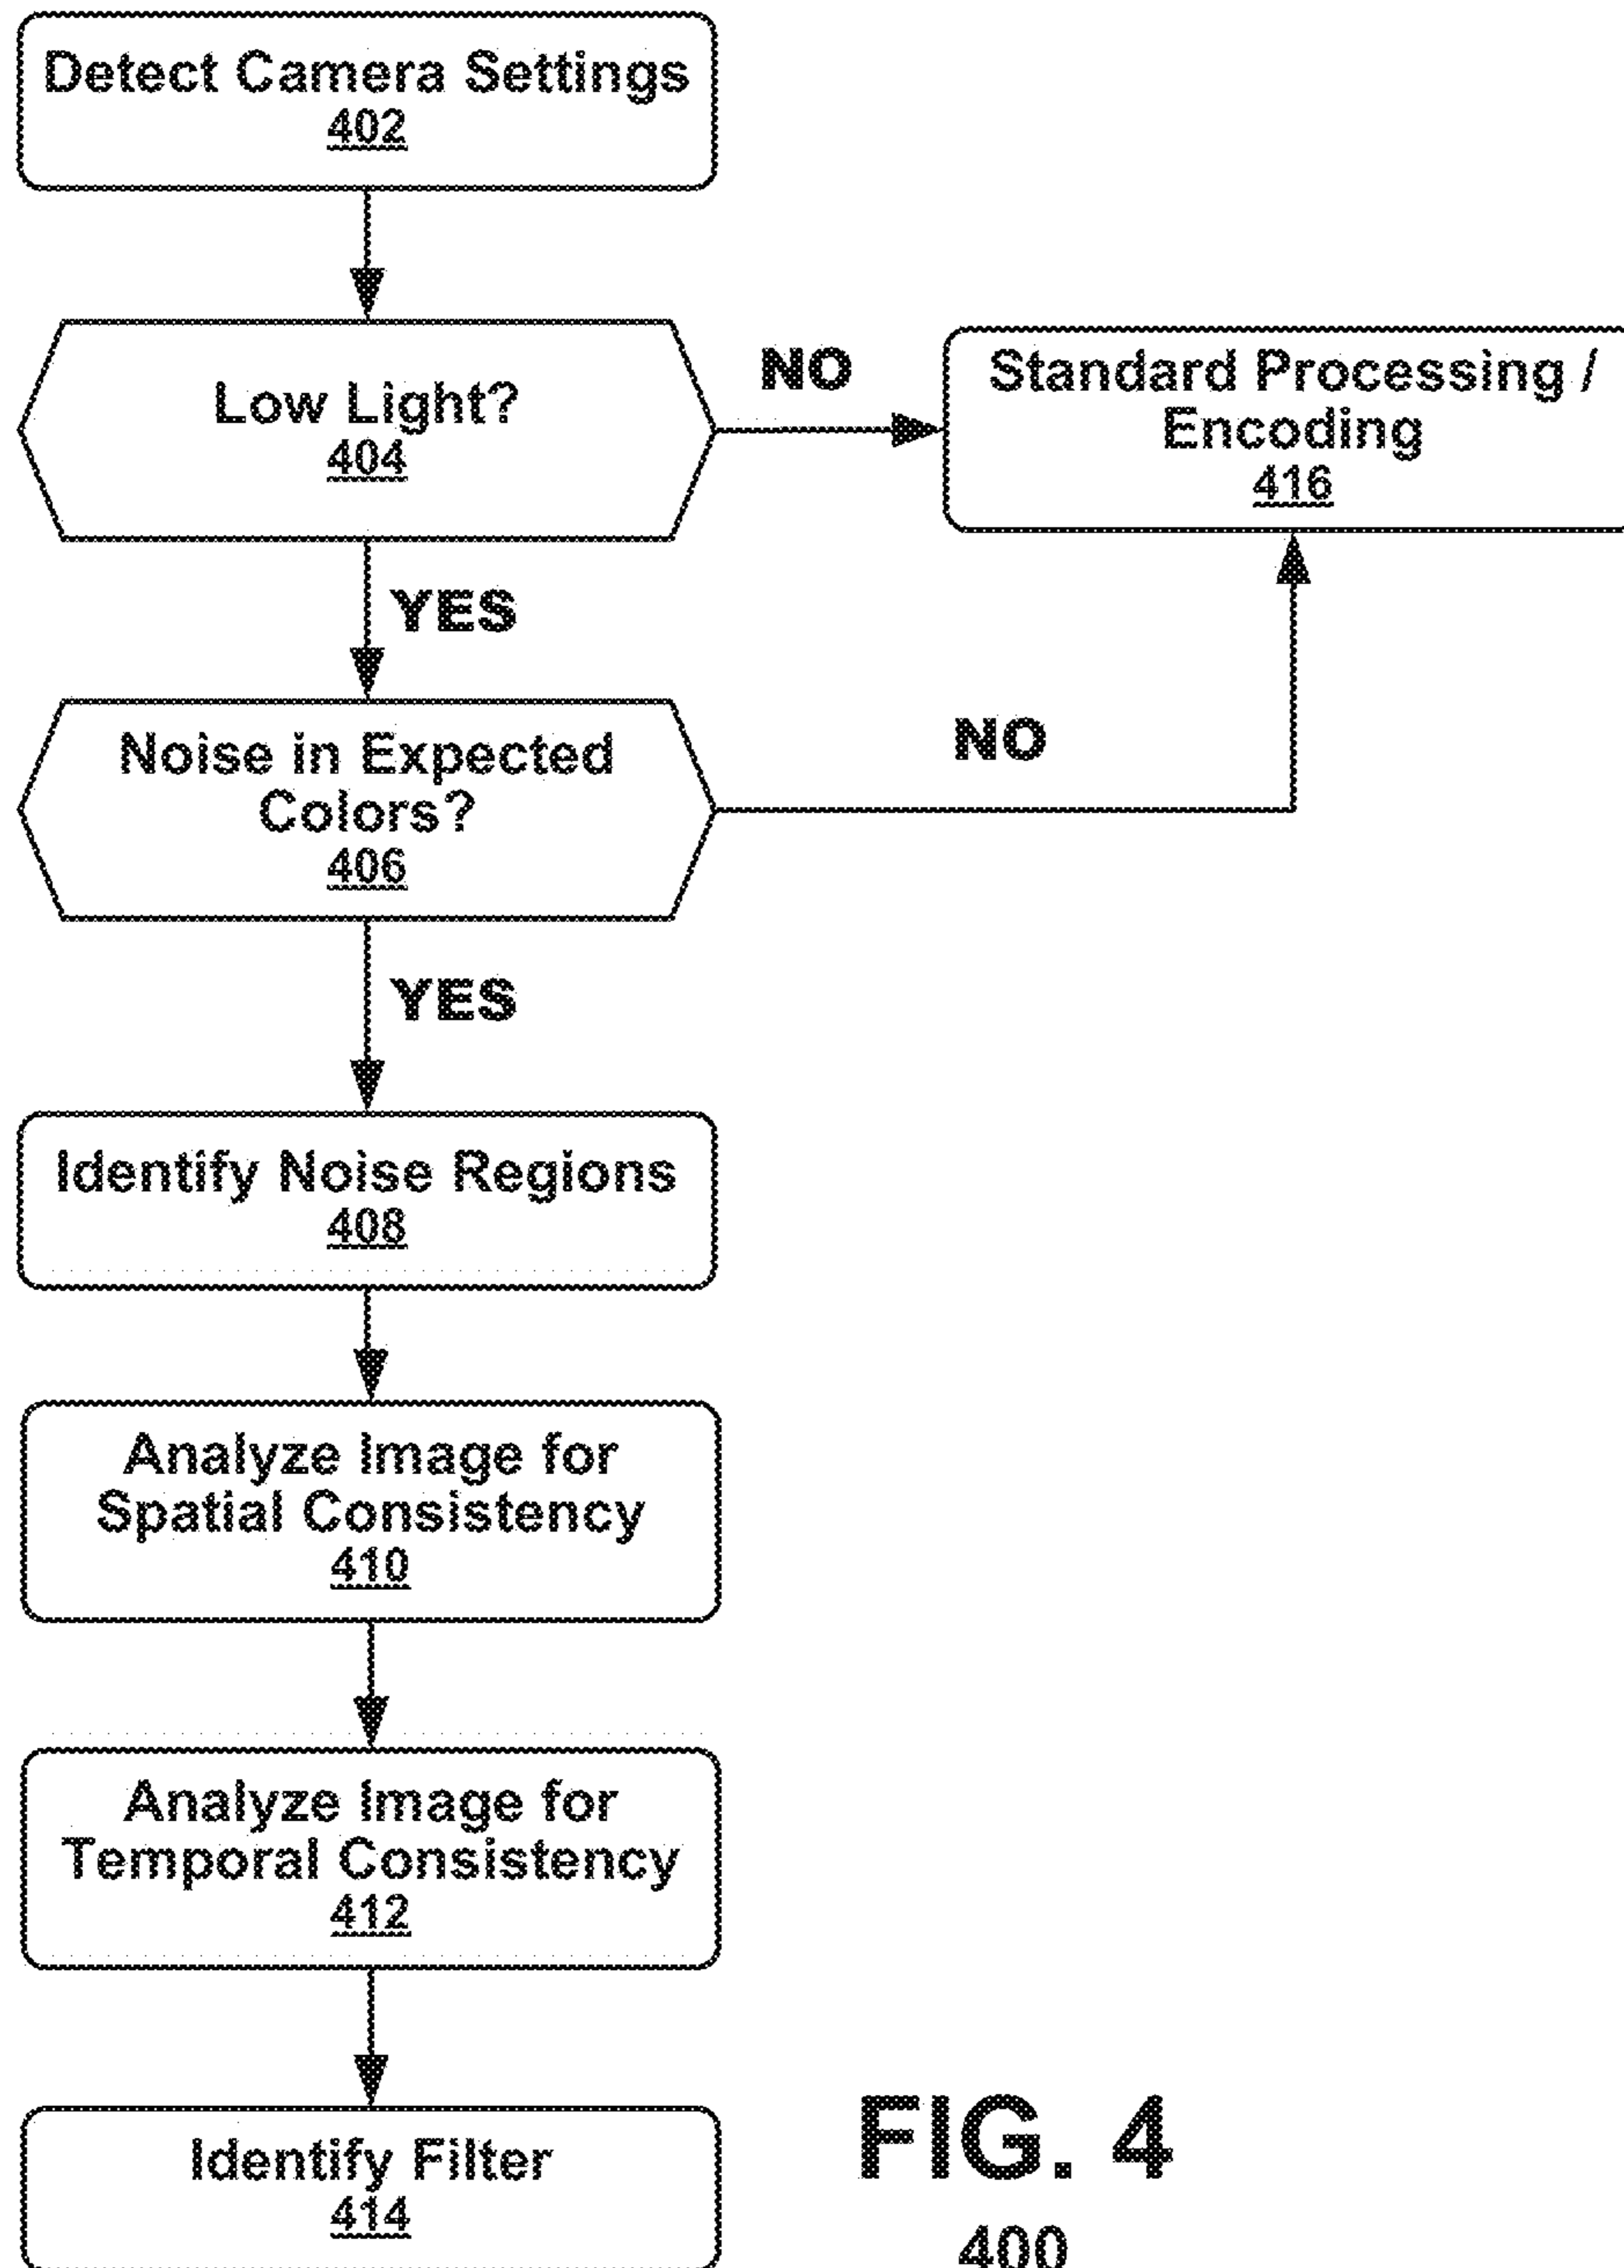 Detect Camera Settings
402
Low Light?
404
NO
Standard Processing /
Encoding
416
YES
Noise in Expected
Colors?
406
NO
YES
Identify Noise Regions
408
Analyze Image for
Spatial Consistency
410
Analyze Image for
Temporal Consistency
412
Identify Filter
414
FIG. 4
400